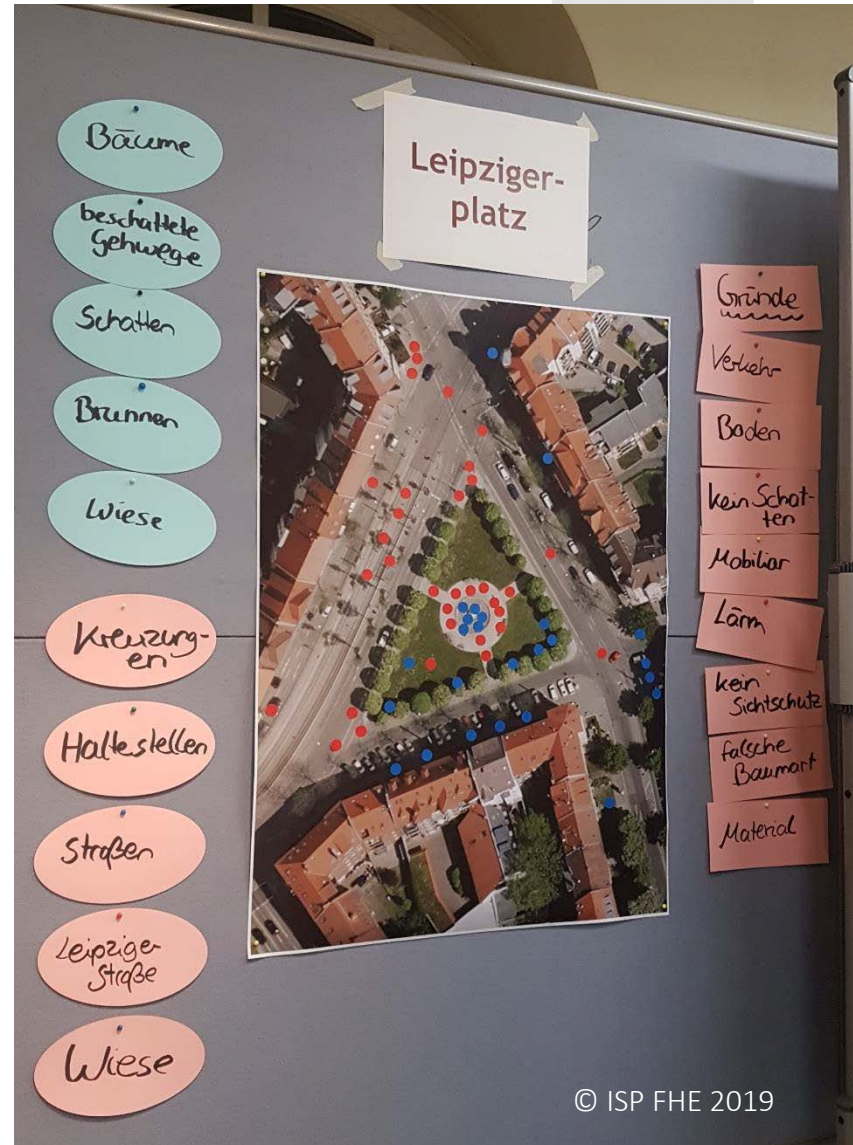 Leipziger-
platz
Bäume
beschattete
Gehwege
Schatten
Brunnen
Wiese
Kreuzung-
en
Haltestellen
Straßen
Leipziger
Straße
Wiese
Gründe
Verkehr
Boden
kein Schat-
ten
Mobiliar
Lärm
kein
Sichtschutz
falsche
Baumart
Material
© ISP FHE 2019